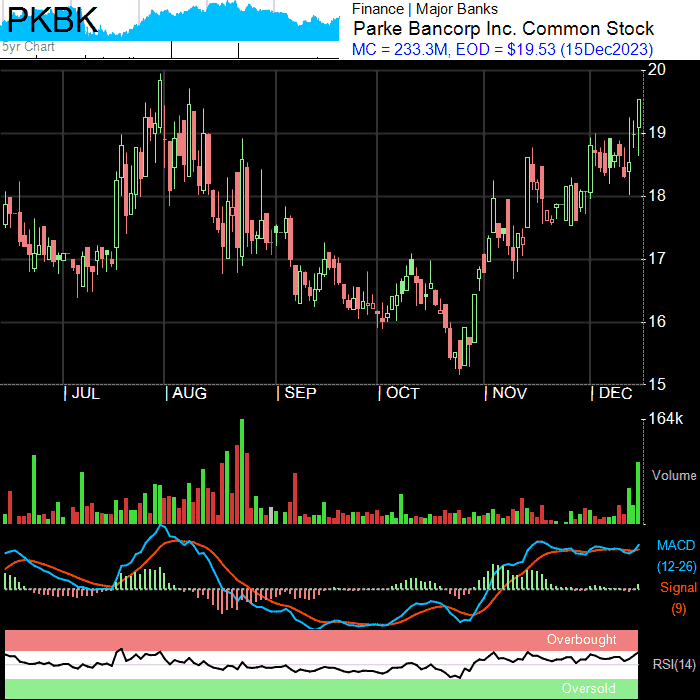 PKBK
5yr Chart
Finance | Major Banks
Parke Bancorp Inc. Common Stock
MC = 233.3M, EOD = $19.53 (15Dec2023)
20
19
18
17
16
15
| JUL | AUG | SEP | OCT | NOV | DEC
164k
Volume
MACD
(12-26)
Signal
(9)
Overbought
RSI(14)
Oversold